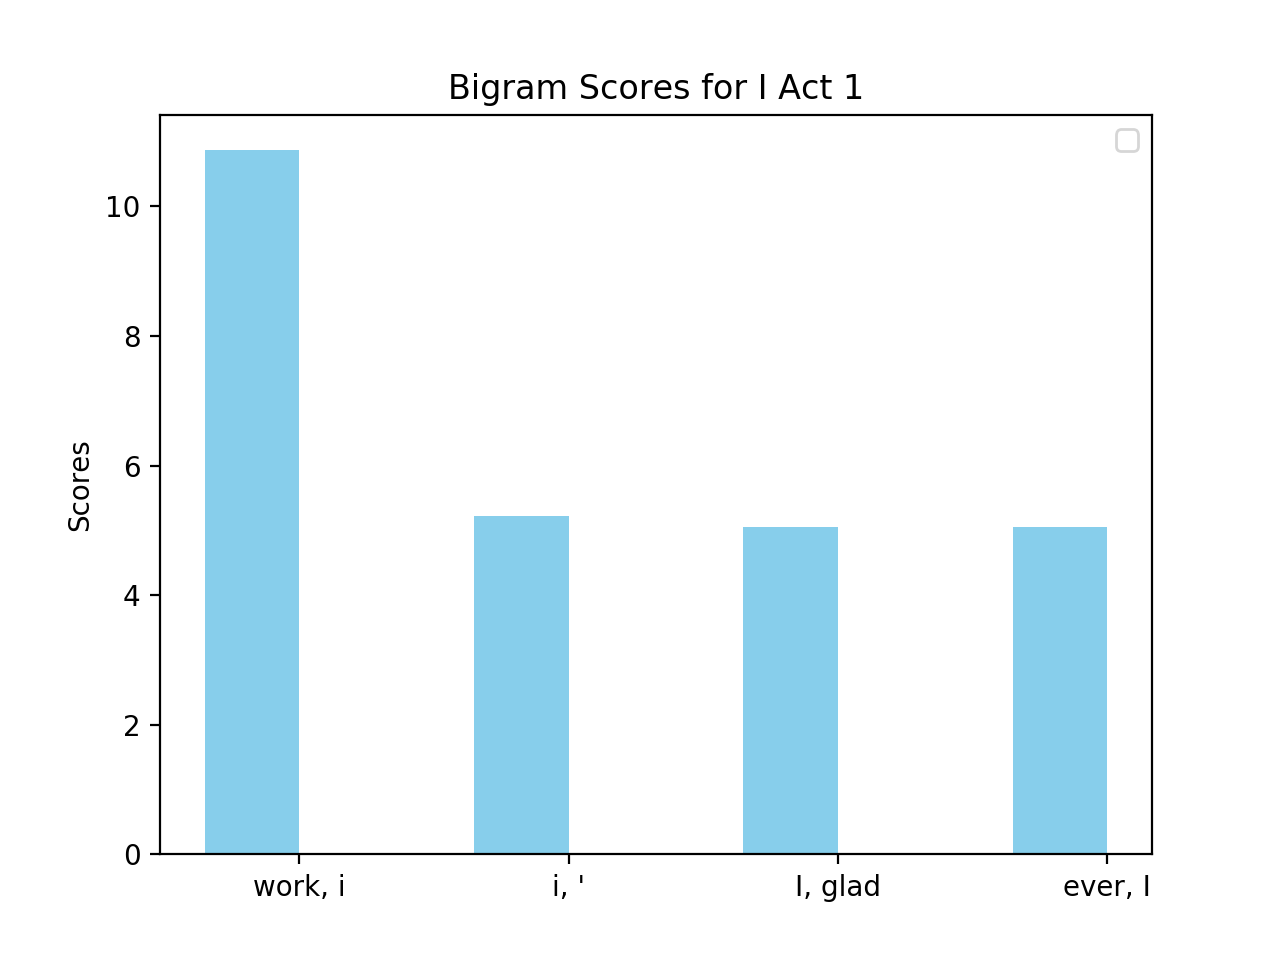 Bigram Scores for I Act 1
10
8
6
4
2
0
Scores
work, i
i, '
I, glad
ever, I